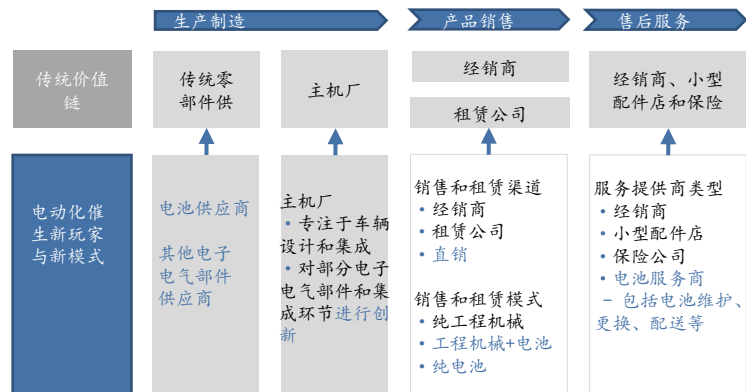 生产制造
产品销售
售后服务
传统价值
链
传统零
部件供
主机厂
经销商
租赁公司
经销商、小型
配件店和保险
电动化催
生新玩家
与新模式
电池供应商
其他电子
电气部件
供应商
主机厂
• 专注于车辆
设计和集成
• 对部分电子
电气部件和集
成环节进行创
新
销售和租赁渠道
• 经销商
• 租赁公司
• 直销
销售和租赁模式
• 纯工程机械
• 工程机械+电池
• 纯电池
服务提供商类型
• 经销商
• 小型配件店
• 保险公司
• 电池服务商
– 包括电池维护、
更换、配送等